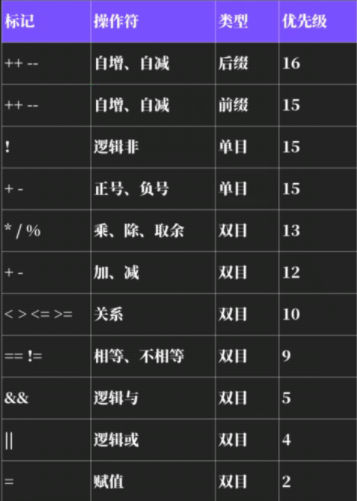 标记 操作符 类型 优先级
++ -- 自增、自减 后缀 16
++ -- 自增、自减 前缀 15
! 逻辑非 单目 15
+ - 正号、负号 单目 15
* / % 乘、除、取余 双目 13
+ - 加、减 双目 12
< > <= >= 关系 双目 10
== != 相等、不相等 双目 9
&& 逻辑与 双目 5
|| 逻辑或 双目 4
= 赋值 双目 2